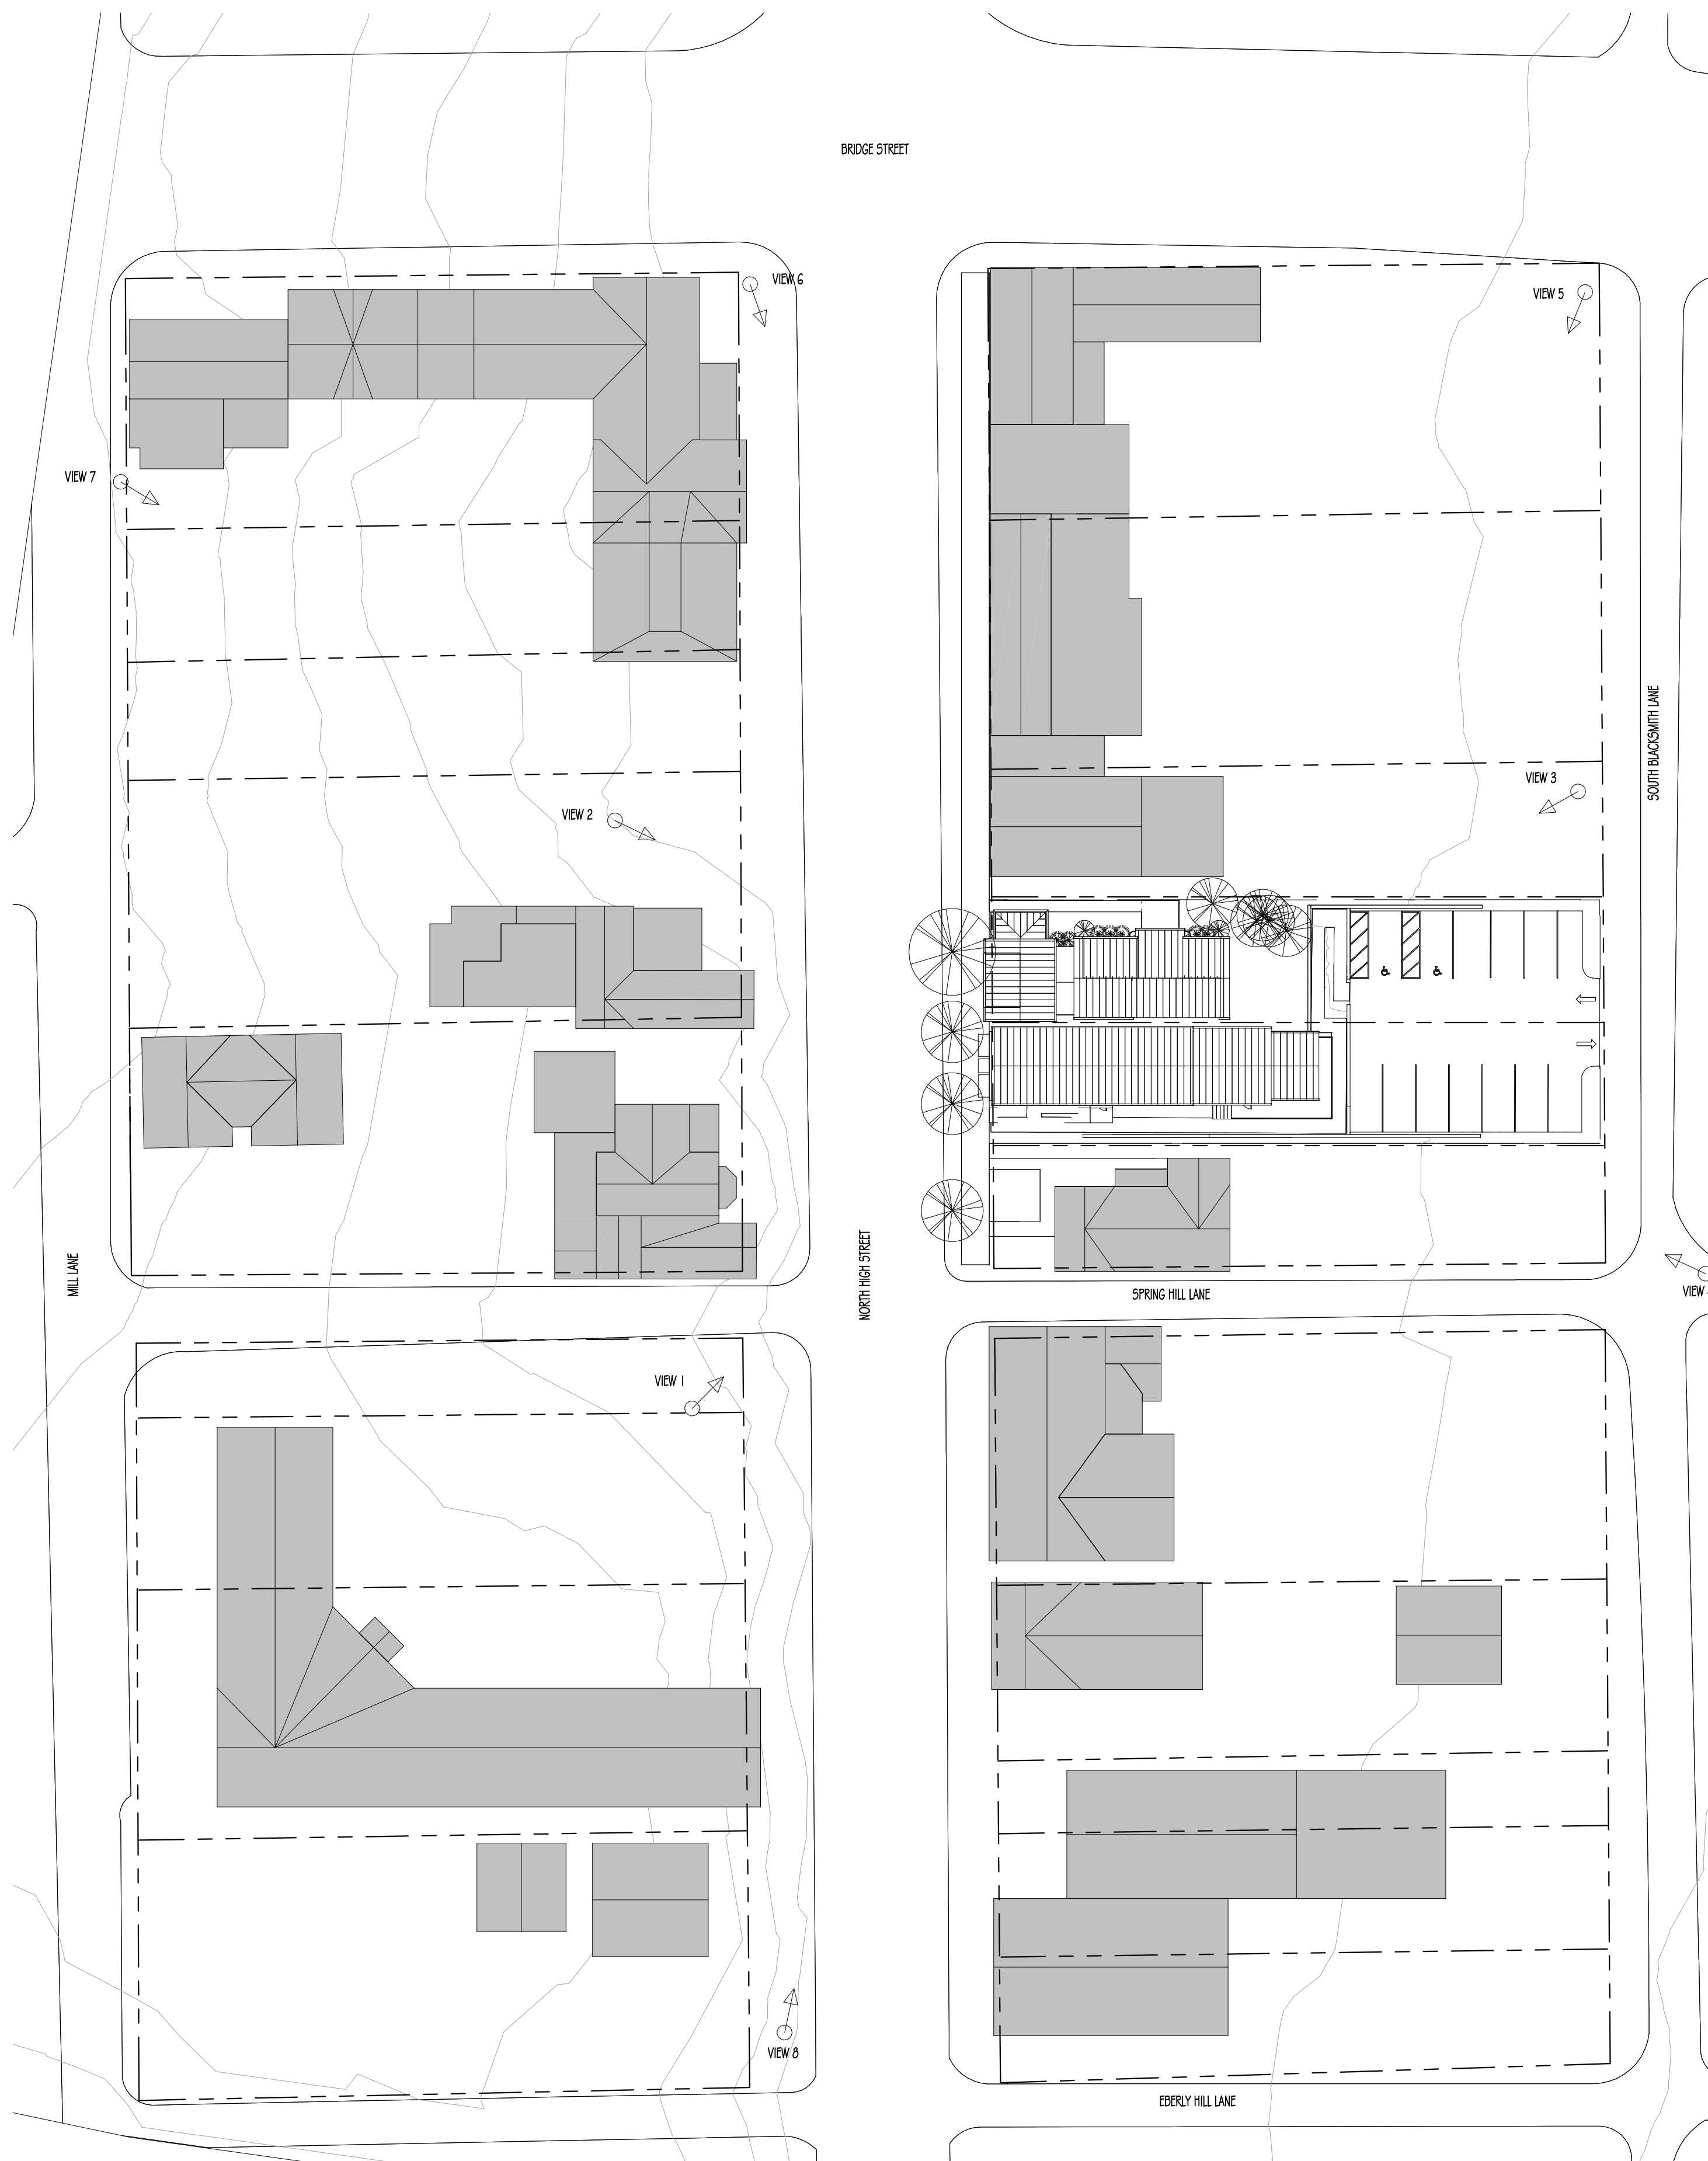 BRIDGE STREET
VIEW 6
VIEW 5
VIEW 7
SOUTH BLACKSMITH LANE
VIEW 3
VIEW 2
MILL LANE
NORTH HIGH STREET
SPRING HILL LANE
VIEW
VIEW 1
VIEW 8
EBERLY HILL LANE